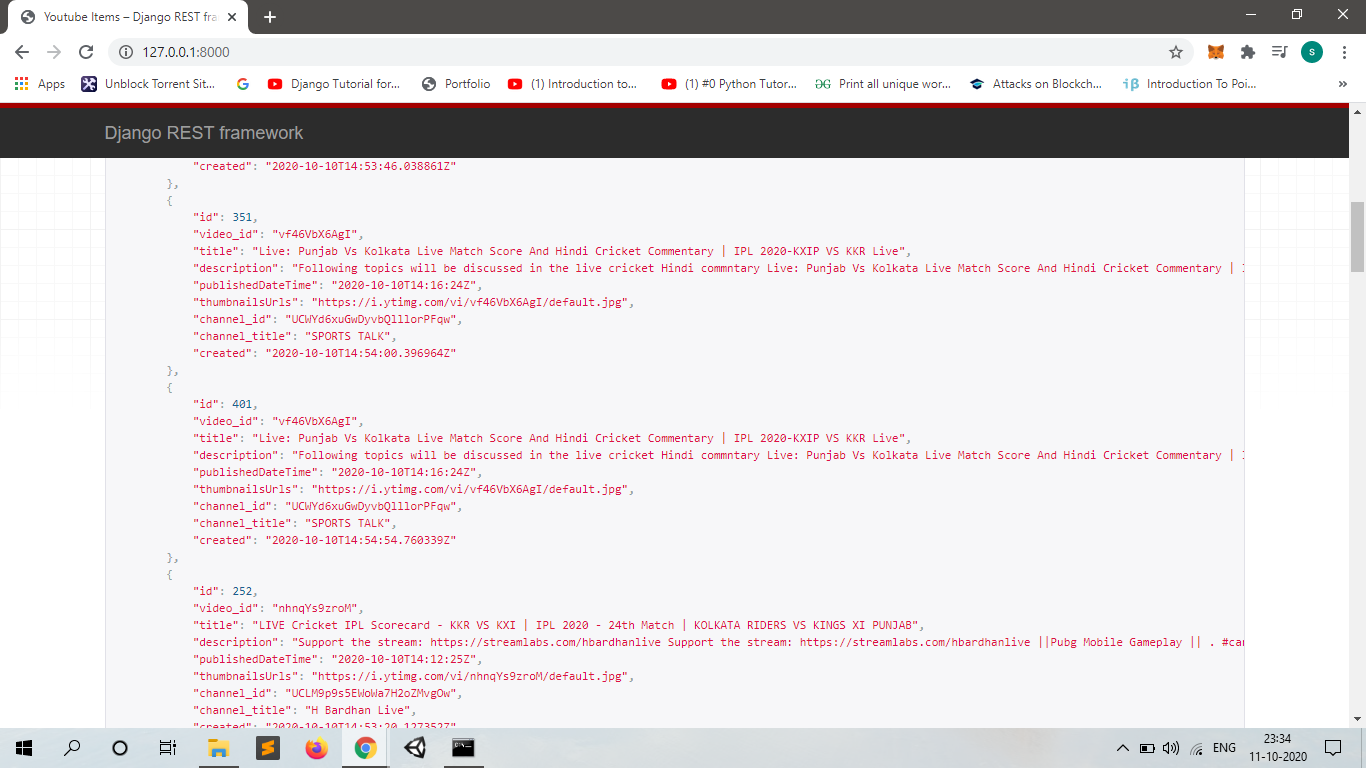 Youtube Items – Django REST fra
127.0.0.1:8000
S
Apps
Unblock Torrent Sit...
Django Tutorial for...
Portfolio
(1) Introduction to...
(1) #0 Python Tutor...
Print all unique wor...
Attacks on Blockch...
Introduction To Poi...
Django REST framework
"created": "2020-10-10T14:53:46.038861Z"
},
{
"id": 351,
"video_id": "vf46VbX6AgI",
"title": "Live: Punjab Vs Kolkata Live Match Score And Hindi Cricket Commentary | IPL 2020-KXIP VS KKR Live",
"description": "Following topics will be discussed in the live cricket Hindi commntary Live: Punjab Vs Kolkata Live Match Score And Hindi Cricket Commentary |
"publishedDateTime": "2020-10-10T14:16:24Z",
"thumbnailsUrls": "https://i.ytimg.com/vi/vf46VbX6AgI/default.jpg",
"channel_id": "UCWYd6xuGwDyvbQlllorPFqw",
"channel_title": "SPORTS TALK",
"created": "2020-10-10T14:54:00.396964Z"
},
{
"id": 401,
"video_id": "vf46VbX6AgI",
"title": "Live: Punjab Vs Kolkata Live Match Score And Hindi Cricket Commentary | IPL 2020-KXIP VS KKR Live",
"description": "Following topics will be discussed in the live cricket Hindi commntary Live: Punjab Vs Kolkata Live Match Score And Hindi Cricket Commentary |
"publishedDateTime": "2020-10-10T14:16:24Z",
"thumbnailsUrls": "https://i.ytimg.com/vi/vf46VbX6AgI/default.jpg",
"channel_id": "UCWYd6xuGwDyvbQlllorPFqw",
"channel_title": "SPORTS TALK",
"created": "2020-10-10T14:54:54.760339Z"
},
{
"id": 252,
"video_id": "nhnqYs9zroM",
"title": "LIVE Cricket IPL Scorecard - KKR VS KXI | IPL 2020 - 24th Match | KOLKATA RIDERS VS KINGS XI PUNJAB",
"description": "Support the stream: https://streamlabs.com/hbardhanlive Support the stream: https://streamlabs.com/hbardhanlive ||Pubg Mobile Gameplay || .
"publishedDateTime": "2020-10-10T14:12:25Z",
"thumbnailsUrls": "https://i.ytimg.com/vi/nhnqYs9zroM/default.jpg",
"channel_id": "UCLM9p9s5EWoWa7H2oZMvgOw",
"channel_title": "H Bardhan Live",
"created": "2020-10-10T14:53:20.127352Z"
ENG
23:34
11-10-2020